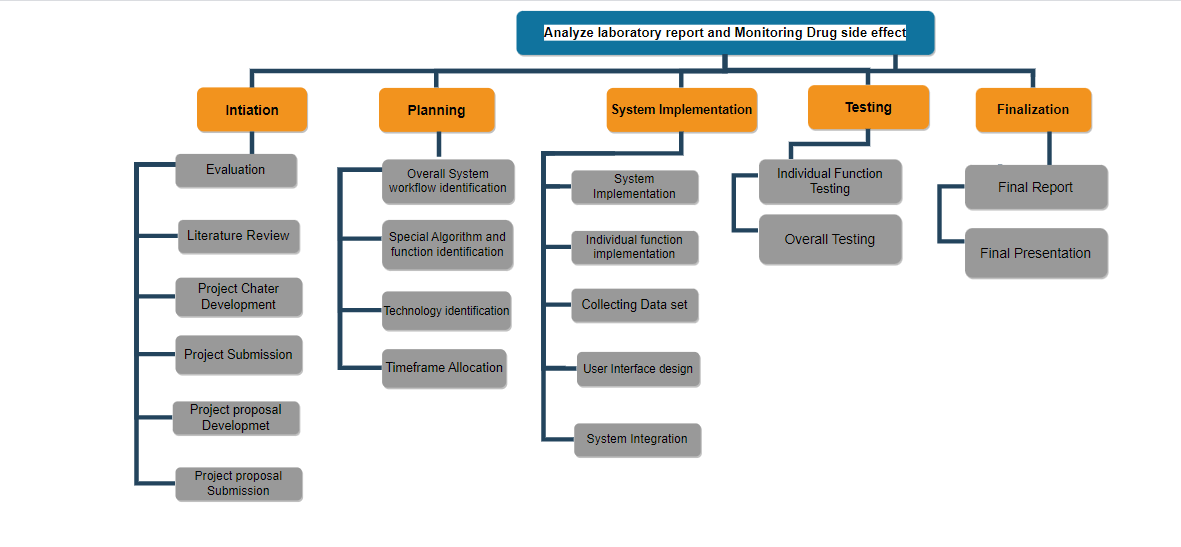 Analyze laboratory report and Monitoring Drug side effect
Intiation
Planning
System Implementation
Testing
Finalization
Evaluation
Literature Review
Project Chater
Development
Project Submission
Project proposal
Developmet
Project proposal
Submission
Overall System
workflow identification
Special Algorithm and
function identification
Technology identification
Timeframe Allocation
System
Implementation
Individual function
implementation
Collecting Data set
User Interface design
System Integration
Individual Function
Testing
Overall Testing
Final Report
Final Presentation